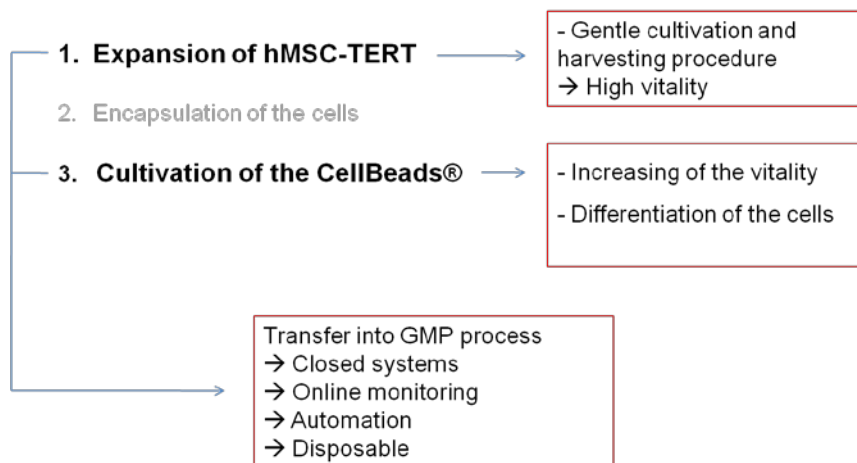 1. Expansion of hMSC-TERT
- Gentle cultivation and
harvesting procedure
→ High vitality
2. Encapsulation of the cells
3. Cultivation of the CellBeads®
- Increasing of the vitality
- Differentiation of the cells
Transfer into GMP process
→ Closed systems
→ Online monitoring
→ Automation
→ Disposable